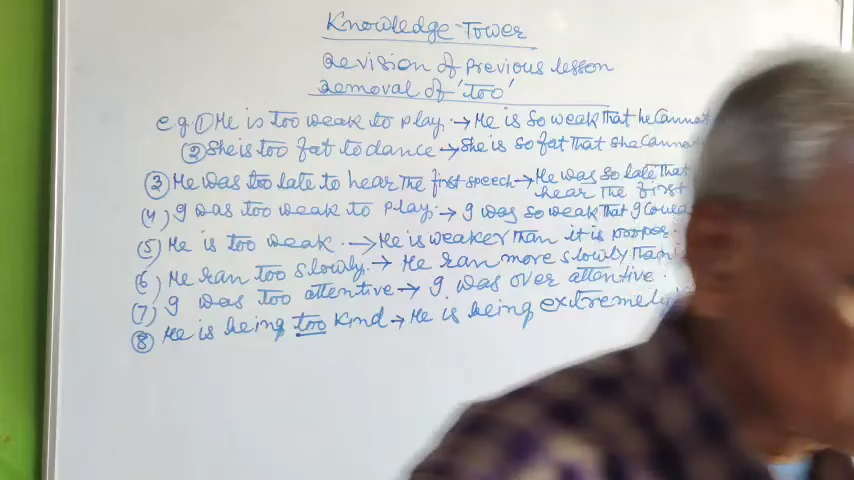 Knowledge-Tower
Revision of previous lesson
Removal of 'too'
e.g. ① He is too weak to play. → He is so weak that he cannot
② She is too fat to dance → She is so fat that she cannot
③ He was too late to hear the first speech → He was so late that
hear the first
(4) I was too weak to play. → I was so weak that I
(5) He is too weak. → He is weaker than it is proper.
(6) He ran too slowly. → He ran more slowly than
(7) I was too attentive → I was over attentive.
⑧ He is being too kind → He is being extremely